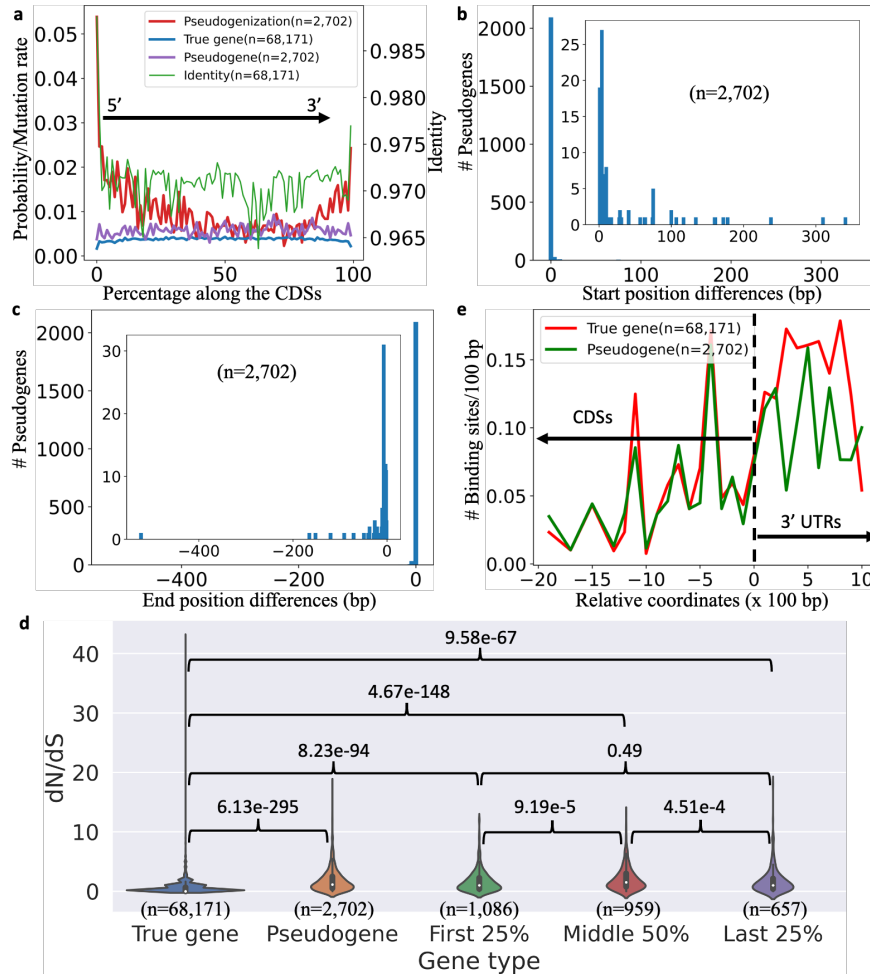 a
Pseudogenization(n=2,702)
True gene(n=68,171)
Pseudogene(n=2,702)
Identity(n=68,171)
5’
3’
0.05
0.04
0.03
0.02
0.01
0.00
Probability/Mutation rate
0.985
0.980
0.975
0.970
0.965
Identity
0
50
100
Percentage along the CDSs
b
2000
1500
1000
500
0
# Pseudogenes
25
20
15
10
5
0
(n=2,702)
0
100
200
300
0
100
200
300
Start position differences (bp)
c
2000
1500
1000
500
0
# Pseudogenes
30
20
10
0
(n=2,702)
−400
−200
0
−400
−200
0
End position differences (bp)
e
True gene(n=68,171)
Pseudogene(n=2,702)
CDSs
3’ UTRs
0.15
0.10
0.05
0.00
# Binding sites/100 bp
−20
−15
−10
−5
0
5
10
Relative coordinates (x 100 bp)
d
9.58e-67
4.67e-148
8.23e-94
0.49
6.13e-295
9.19e-5
4.51e-4
40
30
20
10
0
dN/dS
(n=68,171)
(n=2,702)
(n=1,086)
(n=959)
(n=657)
True gene
Pseudogene
First 25%
Middle 50%
Last 25%
Gene type